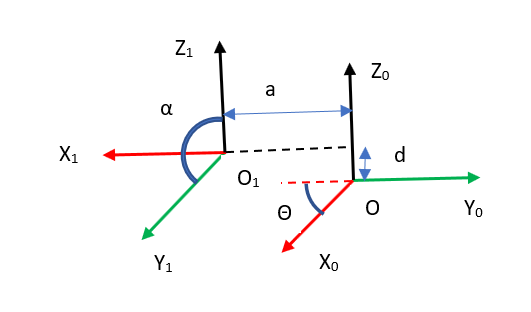 Z₁
a
Z₀
α
X₁
d
O₁
Θ
O
Y₀
Y₁
X₀